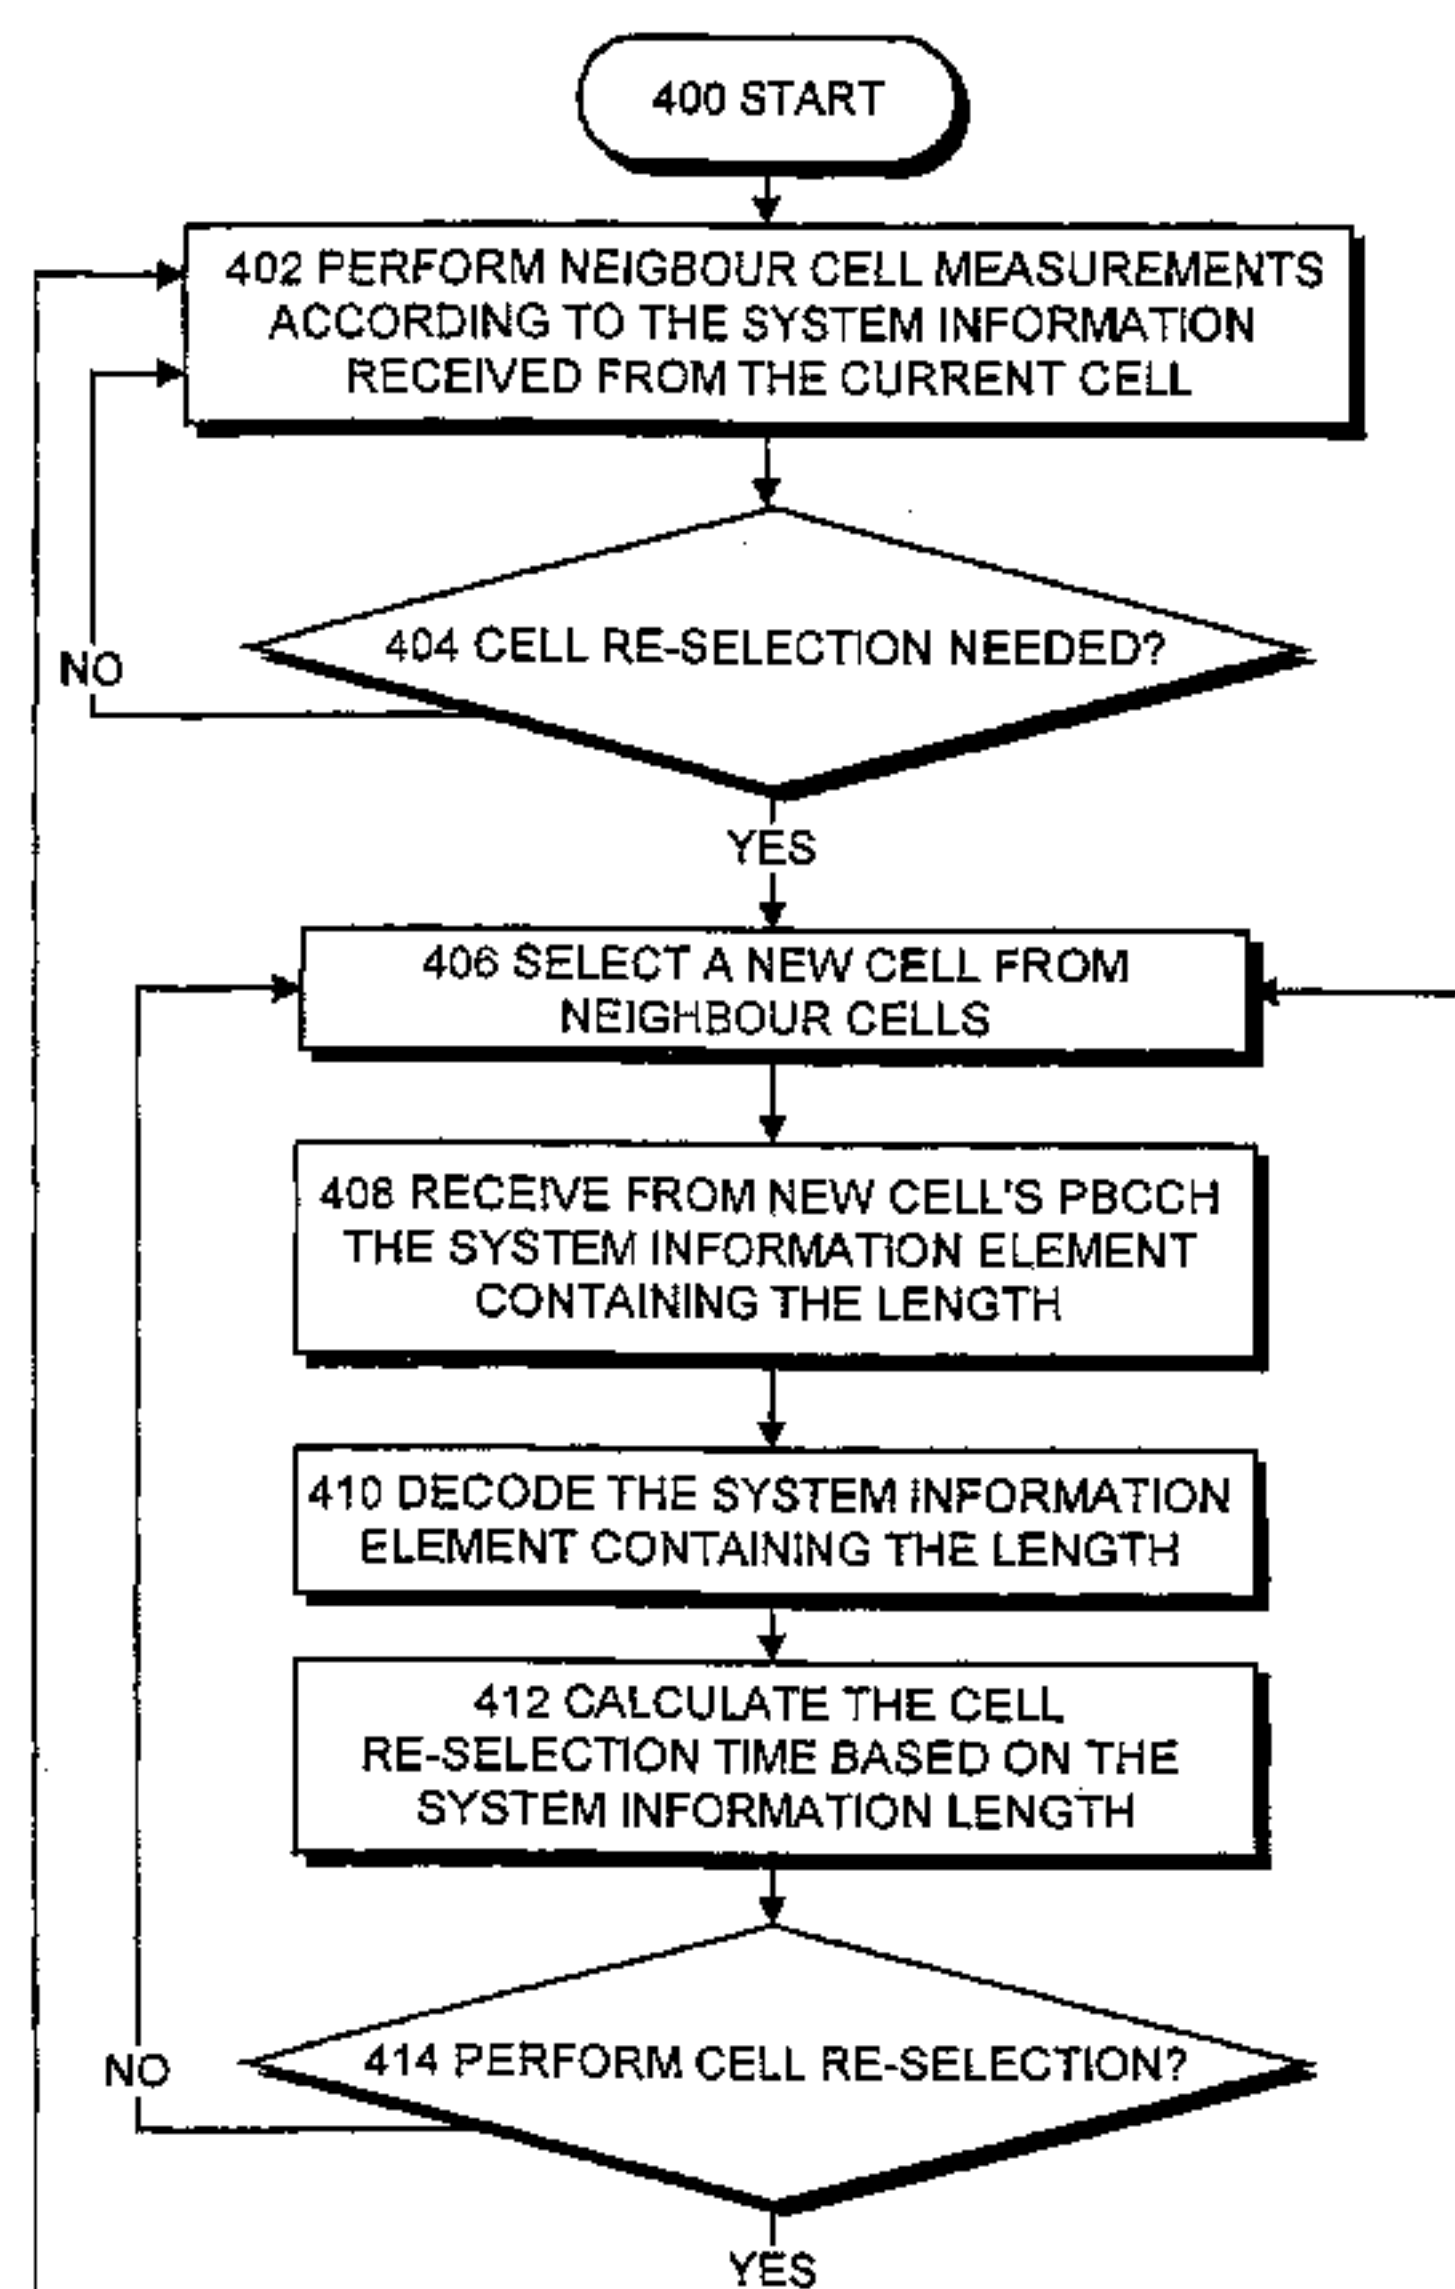 400 START
402 PERFORM NEIGBOUR CELL MEASUREMENTS
ACCORDING TO THE SYSTEM INFORMATION
RECEIVED FROM THE CURRENT CELL
404 CELL RE-SELECTION NEEDED?
NO
YES
406 SELECT A NEW CELL FROM
NEIGHBOUR CELLS
408 RECEIVE FROM NEW CELL'S PBCCH
THE SYSTEM INFORMATION ELEMENT
CONTAINING THE LENGTH
410 DECODE THE SYSTEM INFORMATION
ELEMENT CONTAINING THE LENGTH
412 CALCULATE THE CELL
RE-SELECTION TIME BASED ON THE
SYSTEM INFORMATION LENGTH
414 PERFORM CELL RE-SELECTION?
NO
YES